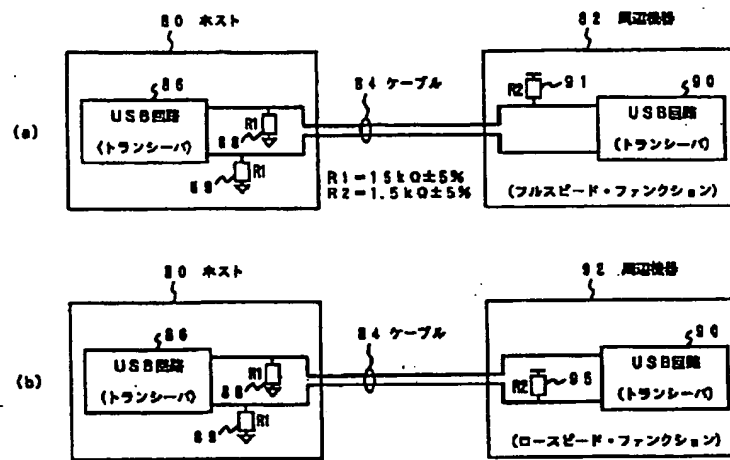 80 ホスト
82 周辺機器
86
USB回路
(トランシーバ)
R1
88
R1
89
84 ケーブル
R1=15kΩ±5%
R2=1.5kΩ±5%
R2
91
90
USB回路
(トランシーバ)
(フルスピード・ファンクション)
(a)
80 ホスト
92 周辺機器
86
USB回路
(トランシーバ)
R1
88
R1
89
84 ケーブル
R2
95
90
USB回路
(トランシーバ)
(ロースピード・ファンクション)
(b)